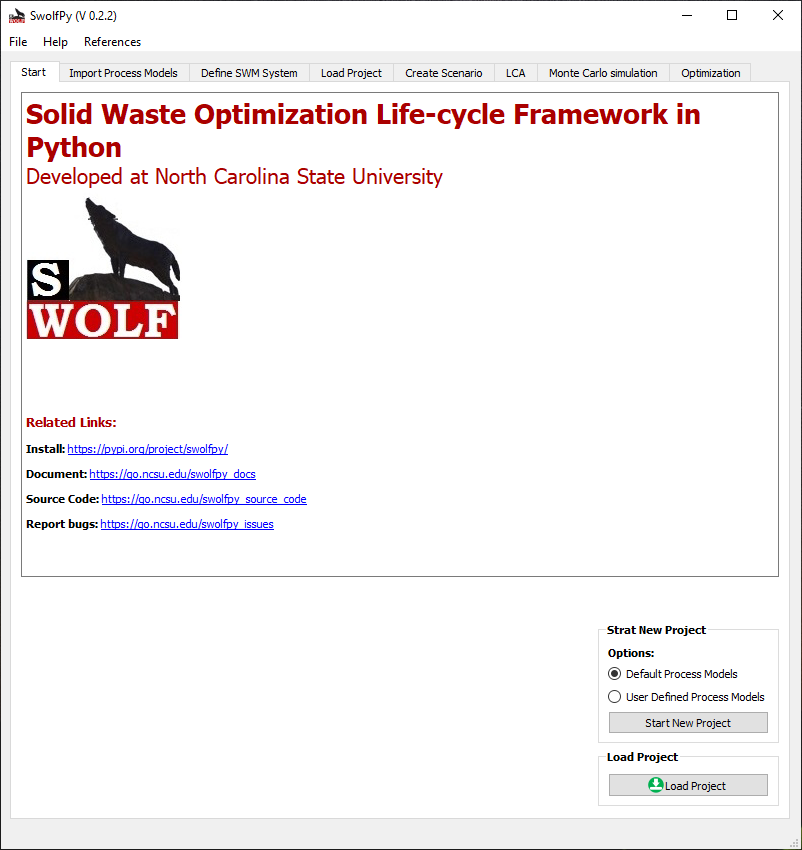 SwolfPy (V 0.2.2)
File Help References
Start Import Process Models Define SWM System Load Project Create Scenario LCA Monte Carlo simulation Optimization
Solid Waste Optimization Life-cycle Framework in
Python
Developed at North Carolina State University
S
WOLF
Related Links:
Install: https://pypi.org/project/swolfpy/
Document: https://go.ncsu.edu/swolfpy_docs
Source Code: https://go.ncsu.edu/swolfpy_source_code
Report bugs: https://go.ncsu.edu/swolfpy_issues
Strat New Project
Options:
Default Process Models
User Defined Process Models
Start New Project
Load Project
Load Project